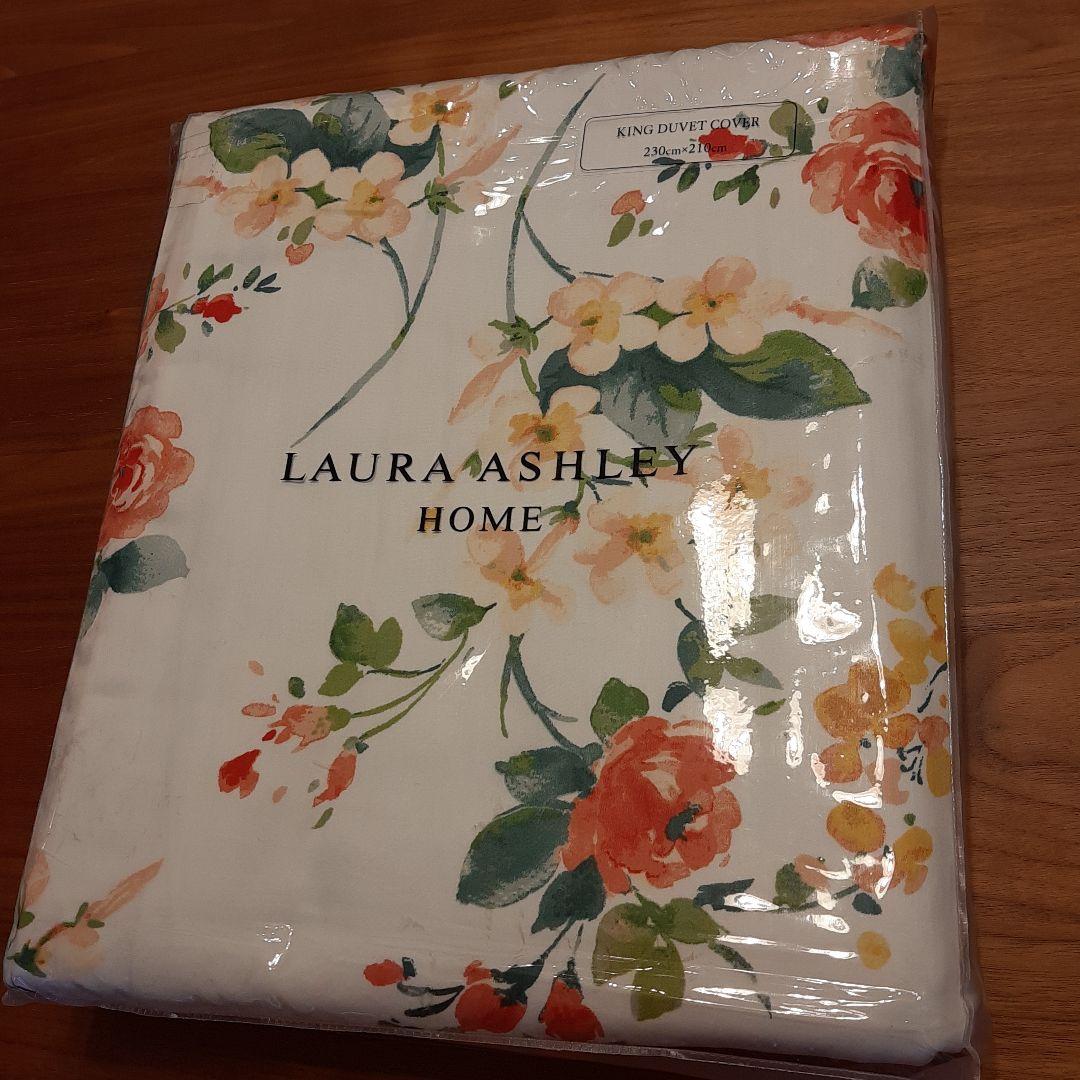 KING DUVET COVER
230cm×210cm
LAURA ASHLEY
HOME